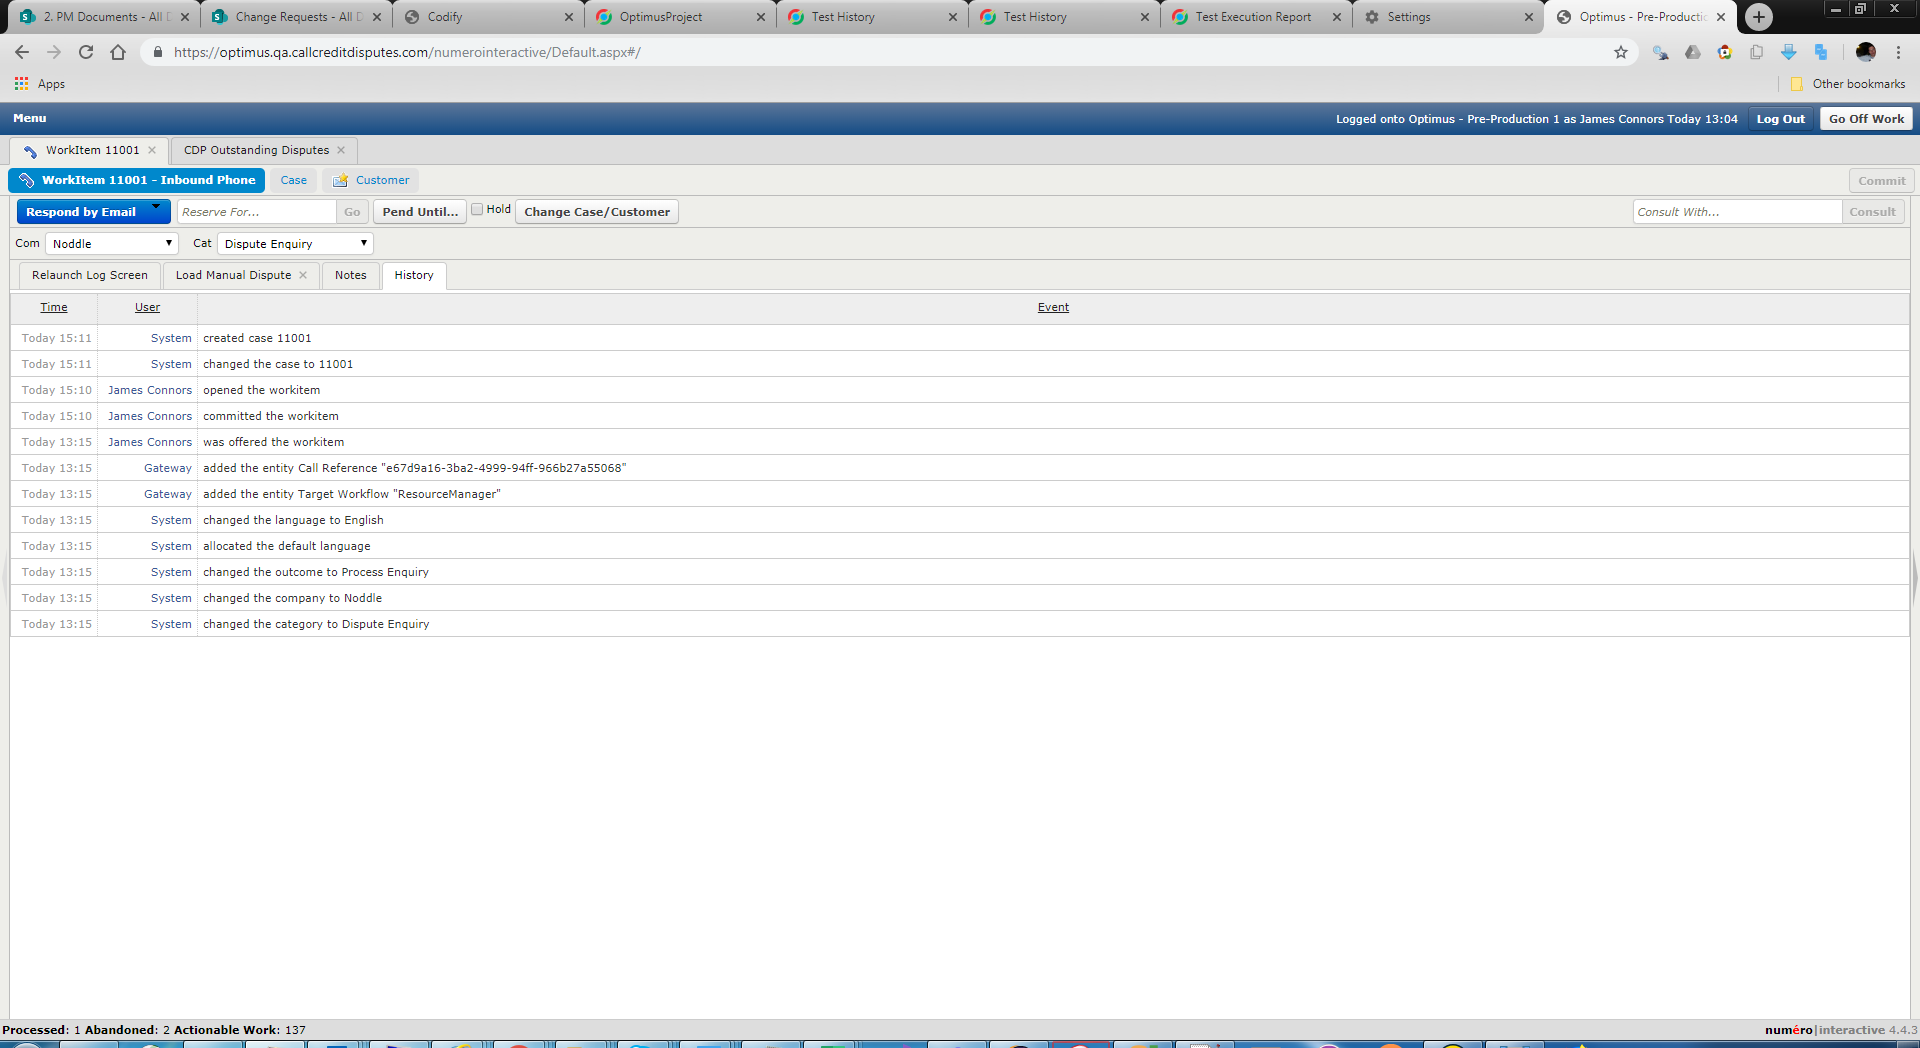 2. PM Documents - All D
Change Requests - All D
Codify
OptimusProject
Test History
Test History
Test Execution Report
Settings
Optimus - Pre-Producti
https://optimus.qa.callcreditdisputes.com/numerointeractive/Default.aspx#/
Apps
Other bookmarks
Menu
Logged onto Optimus - Pre-Production 1 as James Connors Today 13:04
Log Out
Go Off Work
WorkItem 11001
CDP Outstanding Disputes
WorkItem 11001 - Inbound Phone
Case
Customer
Commit
Respond by Email
Reserve For...
Go
Pend Until...
Hold
Change Case/Customer
Consult With...
Consult
Com Noddle
Cat Dispute Enquiry
Relaunch Log Screen
Load Manual Dispute
Notes
History
Time User Event
Today 15:11 System created case 11001
Today 15:11 System changed the case to 11001
Today 15:10 James Connors opened the workitem
Today 15:10 James Connors committed the workitem
Today 13:15 James Connors was offered the workitem
Today 13:15 Gateway added the entity Call Reference "e67d9a16-3ba2-4999-94ff-966b27a55068"
Today 13:15 Gateway added the entity Target Workflow "ResourceManager"
Today 13:15 System changed the language to English
Today 13:15 System allocated the default language
Today 13:15 System changed the outcome to Process Enquiry
Today 13:15 System changed the company to Noddle
Today 13:15 System changed the category to Dispute Enquiry
Processed: 1 Abandoned: 2 Actionable Work: 137
numéro|interactive 4.4.3